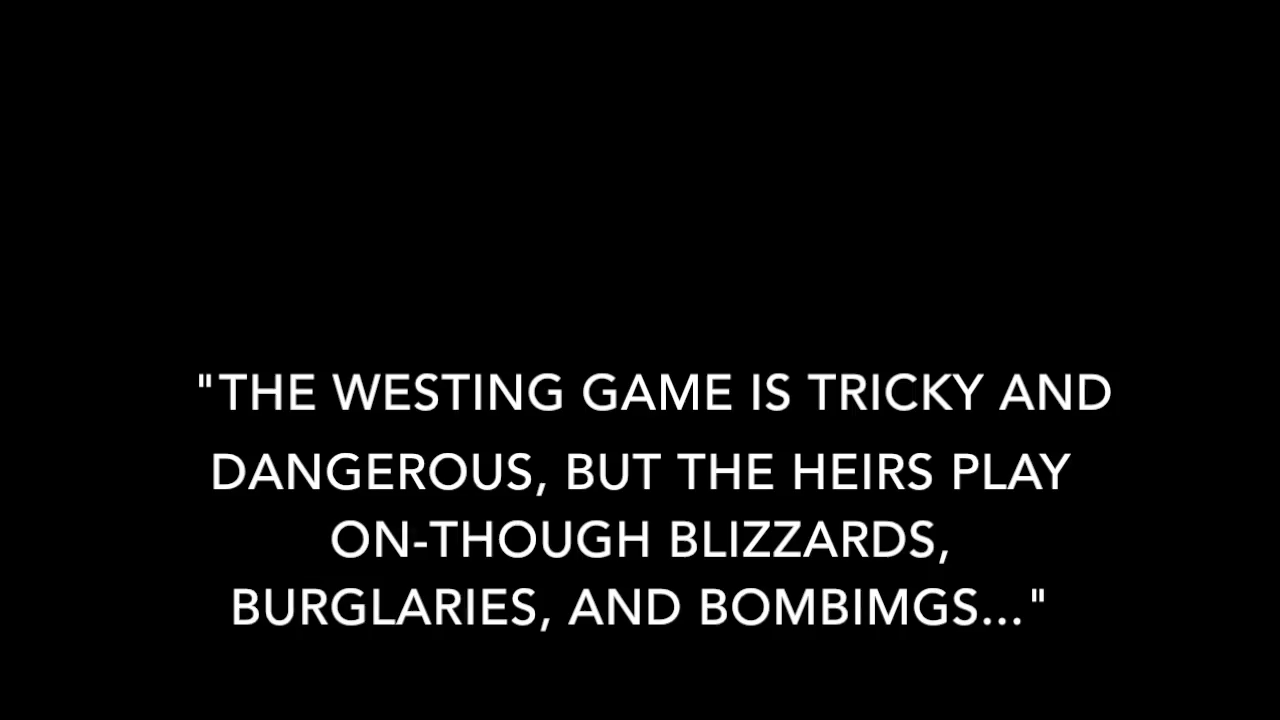 "THE WESTING GAME IS TRICKY AND
DANGEROUS, BUT THE HEIRS PLAY
ON-THOUGH BLIZZARDS,
BURGLARIES, AND BOMBIMGS..."